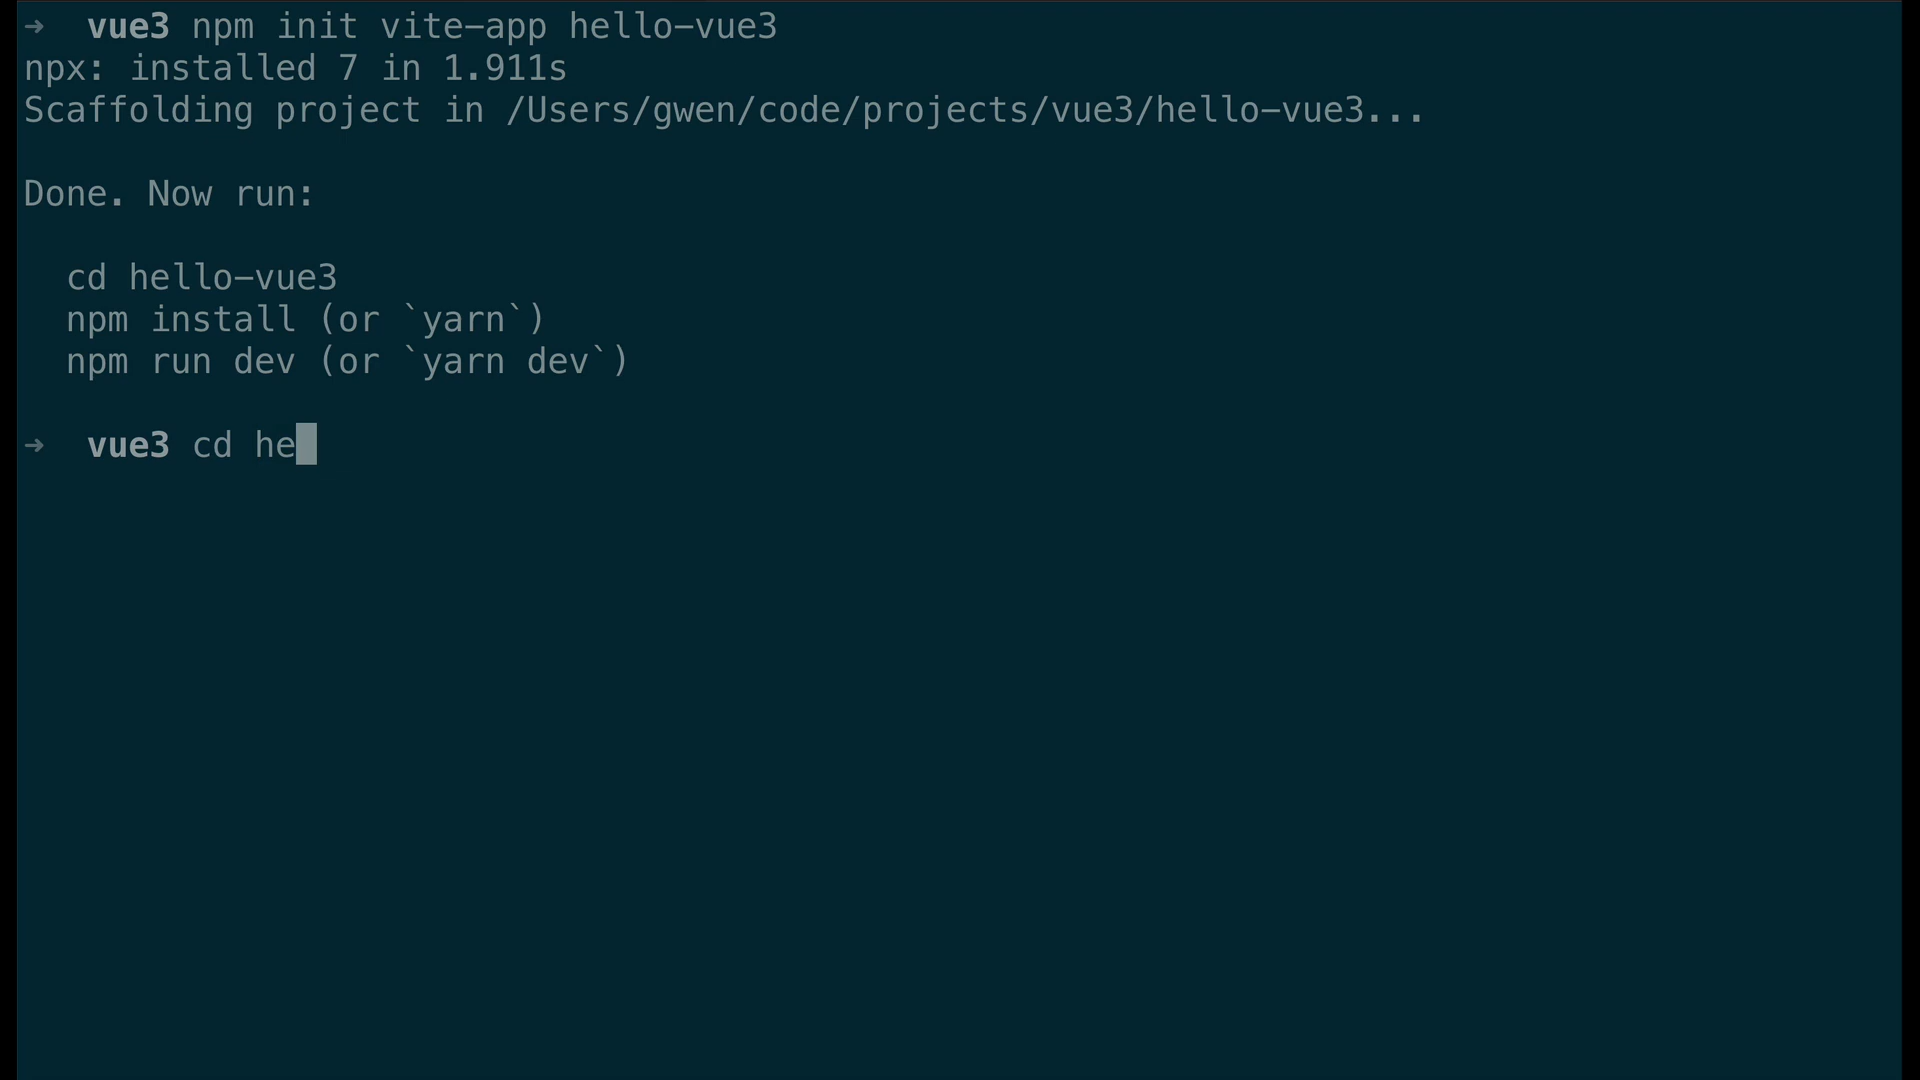 → vue3 npm init vite-app hello-vue3
npx: installed 7 in 1.911s
Scaffolding project in /Users/gwen/code/projects/vue3/hello-vue3...
Done. Now run:
cd hello-vue3
npm install (or `yarn`)
npm run dev (or `yarn dev`)
→ vue3 cd he